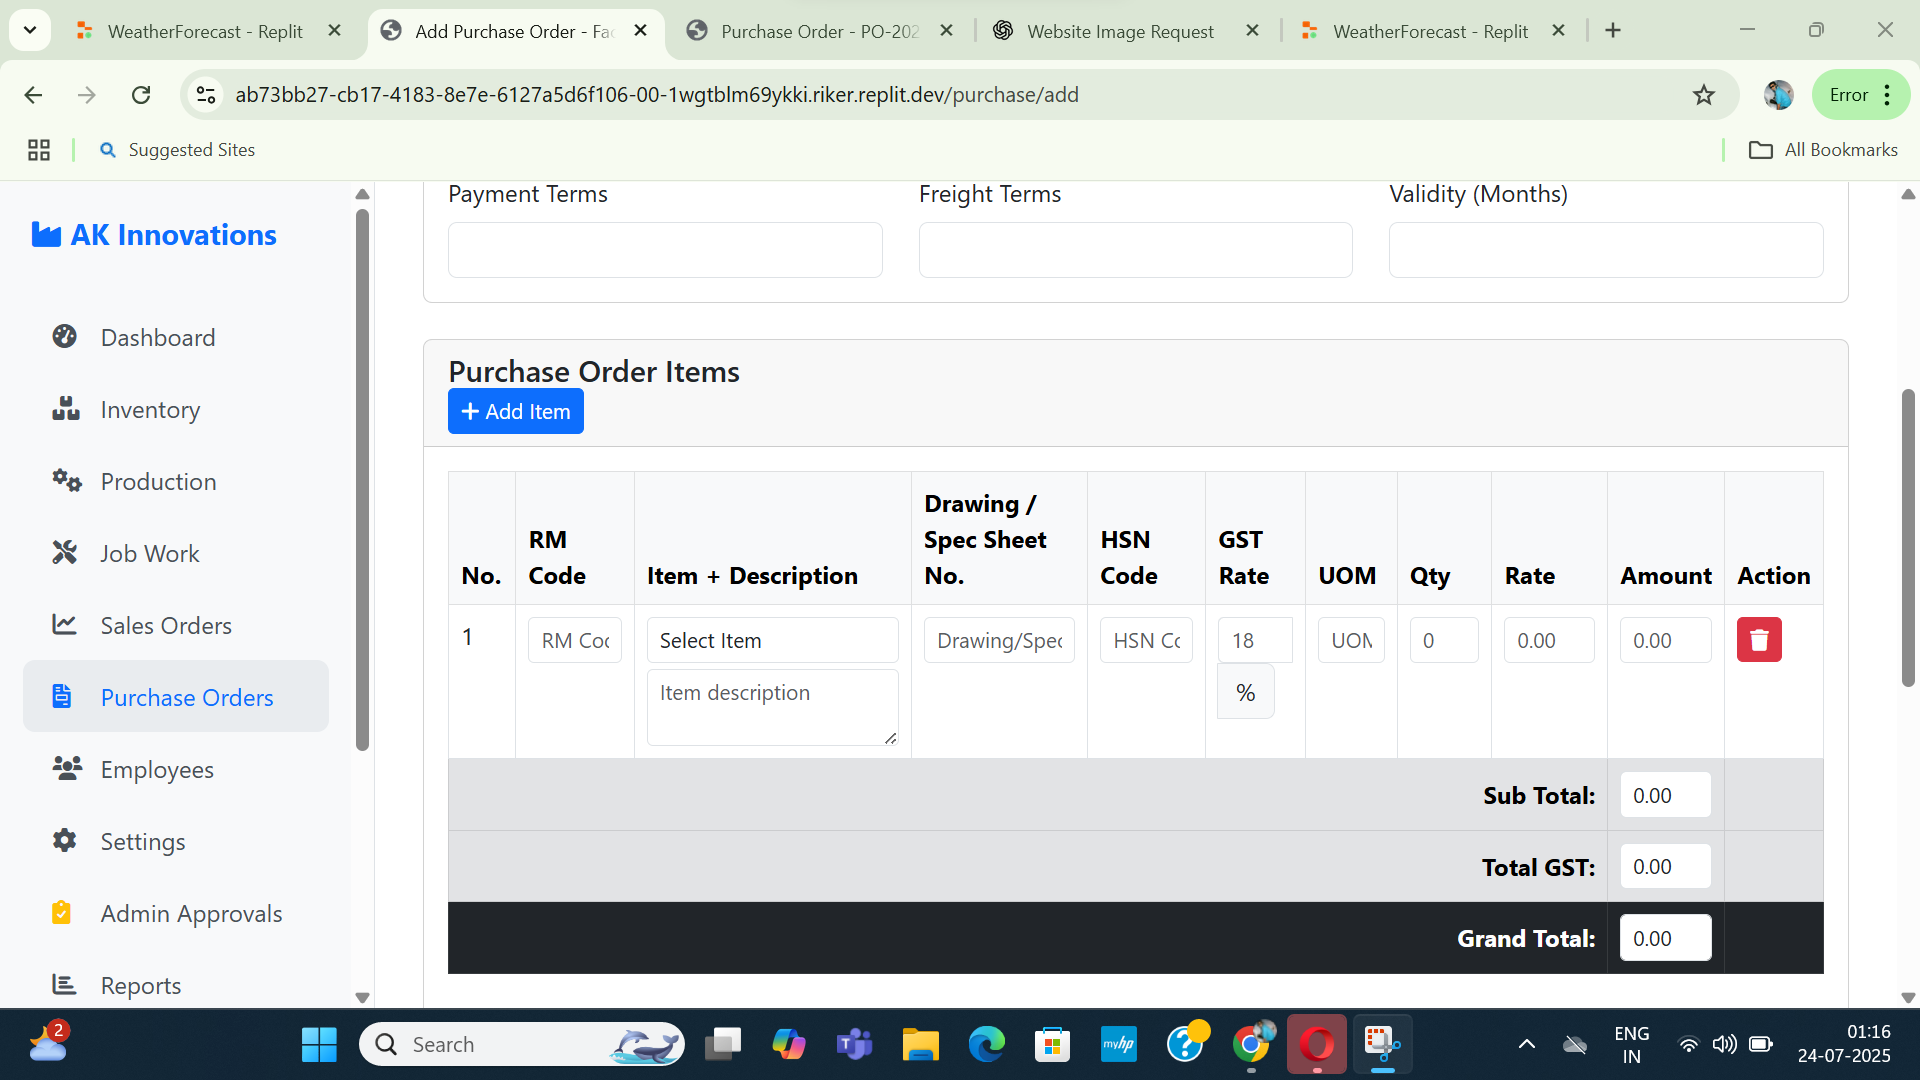 WeatherForecast - Replit
Add Purchase Order - Fac
Purchase Order - PO-202
Website Image Request
WeatherForecast - Replit
ab73bb27-cb17-4183-8e7e-6127a5d6f106-00-1wgtblm69ykki.riker.replit.dev/purchase/add
Error
Suggested Sites
All Bookmarks
AK Innovations
Dashboard
Inventory
Production
Job Work
Sales Orders
Purchase Orders
Employees
Settings
Admin Approvals
Reports
Payment Terms
Freight Terms
Validity (Months)
Purchase Order Items
+ Add Item
No.
RM
Code
Item + Description
Drawing /
Spec Sheet
No.
HSN
Code
GST
Rate
UOM
Qty
Rate
Amount
Action
1
RM Coc
Select Item
Item description
Drawing/Spec
HSN Cc
18
%
UOM
0
0.00
0.00
Sub Total:
0.00
Total GST:
0.00
Grand Total:
0.00
2
Search
T
myhp
?
ENG
IN
01:16
24-07-2025